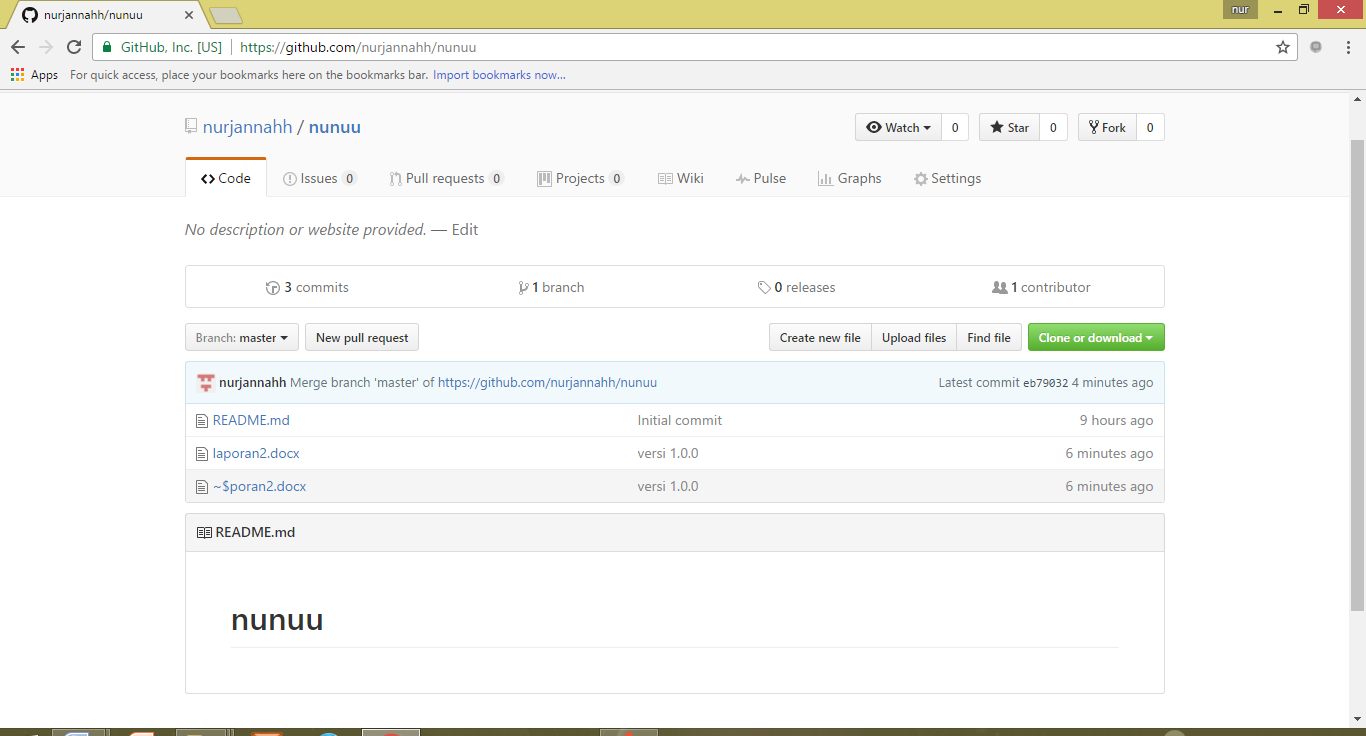 nurjannahh/nunuu
nur
GitHub, Inc. [US] https://github.com/nurjannahh/nunuu
Apps For quick access, place your bookmarks here on the bookmarks bar. Import bookmarks now...
nurjannahh / nunuu
Watch 0 Star 0 Fork 0
Code Issues 0 Pull requests 0 Projects 0 Wiki Pulse Graphs Settings
No description or website provided. — Edit
3 commits 1 branch 0 releases 1 contributor
Branch: master New pull request Create new file Upload files Find file Clone or download
nurjannahh Merge branch 'master' of https://github.com/nurjannahh/nunuu Latest commit eb79032 4 minutes ago
README.md Initial commit 9 hours ago
laporan2.docx versi 1.0.0 6 minutes ago
~$poran2.docx versi 1.0.0 6 minutes ago
README.md
nunuu